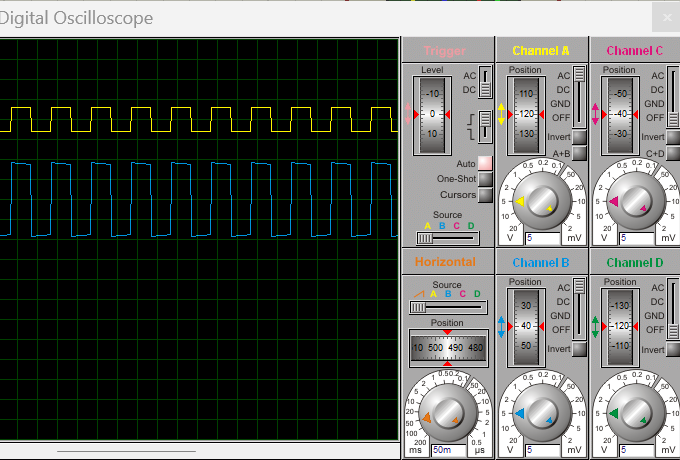 Digital Oscilloscope
×
Trigger
Level
-10
0
10
AC
DC
Auto
One-Shot
Cursors
Source
A B C D
Channel A
Position
110
120
130
AC
DC
GND
OFF
Invert
A+B
0.2 0.1
0.5 50
1 20
2 10
5 5
10 2
20
V 5 mV
Channel C
Position
-50
-40
-30
AC
DC
GND
OFF
Invert
C+D
0.2 0.1
0.5 50
1 20
2 10
5 5
10 2
20
V 5 mV
Horizontal
Source
A B C D
Position
10 500 490 480
0.5 0.2
1 0.1
2 50
5 20
10 10
20 5
50 2
100 1
200 0.5
ms 50m µs
Channel B
Position
30
40
50
AC
DC
GND
OFF
Invert
0.2 0.1
0.5 50
1 20
2 10
5 5
10 2
20
V 5 mV
Channel D
Position
-130
-120
-110
AC
DC
GND
OFF
Invert
0.2 0.1
0.5 50
1 20
2 10
5 5
10 2
20
V 5 mV